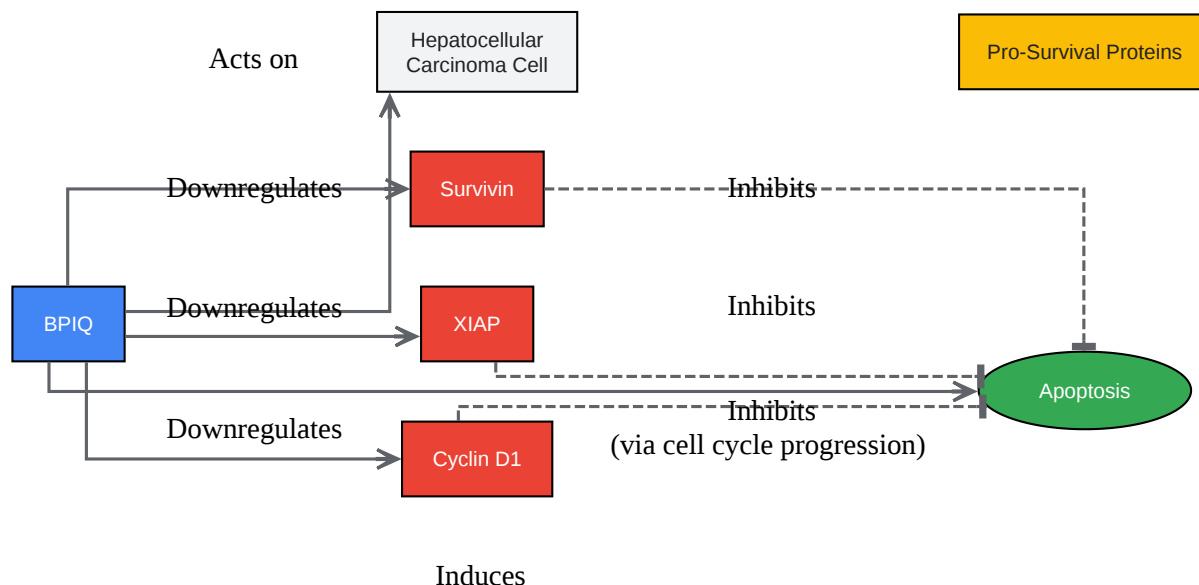 Acts on
Hepatocellular
Carcinoma Cell
Pro-Survival Proteins
Downregulates
Survivin
Inhibits
BPIQ
Downregulates
XIAP
Inhibits
Apoptosis
Downregulates
Cyclin D1
Inhibits
(via cell cycle progression)
Induces